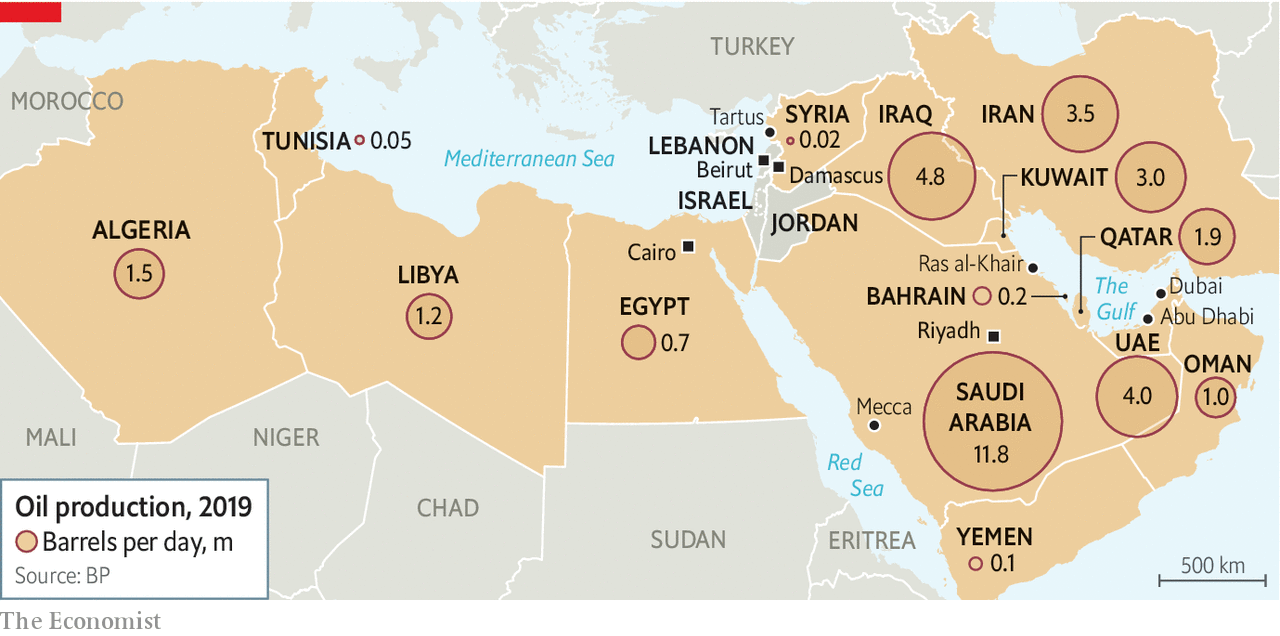 TURKEY
MOROCCO
Tartus
SYRIA
0.02
IRAQ
4.8
IRAN
3.5
TUNISIA
0.05
Mediterranean Sea
LEBANON
Beirut
Damascus
KUWAIT
3.0
ISRAEL
JORDAN
ALGERIA
1.5
LIBYA
1.2
Cairo
EGYPT
0.7
QATAR
1.9
Ras al-Khair
BAHRAIN
0.2
The
Gulf
Dubai
Abu Dhabi
Riyadh
UAE
4.0
OMAN
1.0
SAUDI
ARABIA
11.8
Mecca
Red
Sea
MALI
NIGER
CHAD
SUDAN
ERITREA
YEMEN
0.1
Oil production, 2019
Barrels per day, m
Source: BP
500 km
The Economist